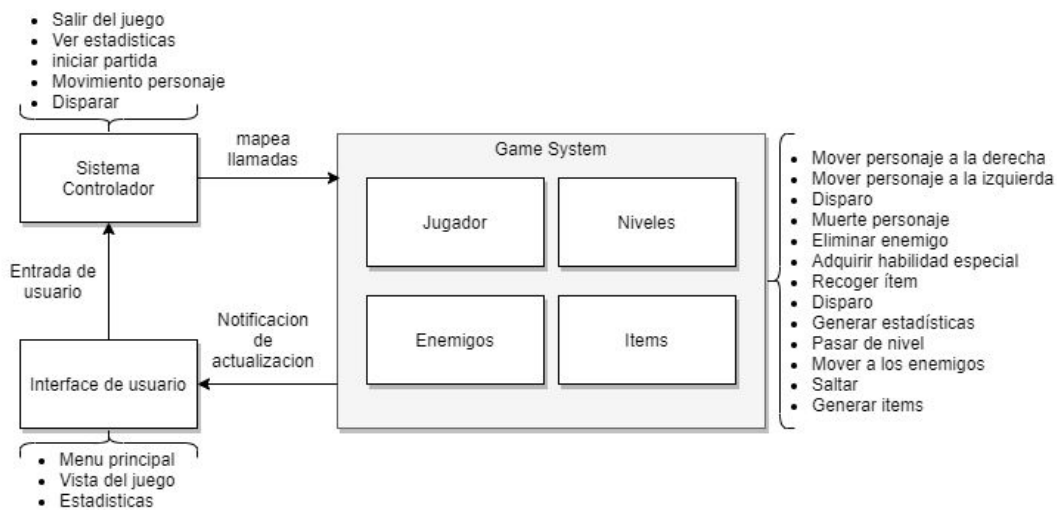 • Salir del juego
• Ver estadisticas
• iniciar partida
• Movimiento personaje
• Disparar
Sistema
Controlador
mapea
llamadas
Game System
Jugador
Niveles
Enemigos
Items
• Mover personaje a la derecha
• Mover personaje a la izquierda
• Disparo
• Muerte personaje
• Eliminar enemigo
• Adquirir habilidad especial
• Recoger ítem
• Disparo
• Generar estadísticas
• Pasar de nivel
• Mover a los enemigos
• Saltar
• Generar items
Entrada de
usuario
Notificacion
de
actualizacion
Interface de usuario
• Menu principal
• Vista del juego
• Estadisticas